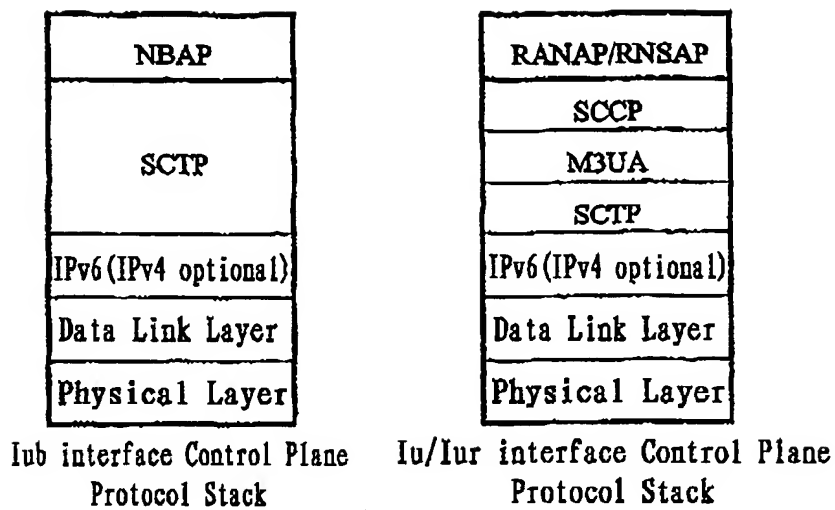 NBAP
SCTP
IPv6(IPv4 optional)
Data Link Layer
Physical Layer
Iub interface Control Plane
Protocol Stack
RANAP/RNSAP
SCCP
M3UA
SCTP
IPv6(IPv4 optional)
Data Link Layer
Physical Layer
Iu/Iur interface Control Plane
Protocol Stack